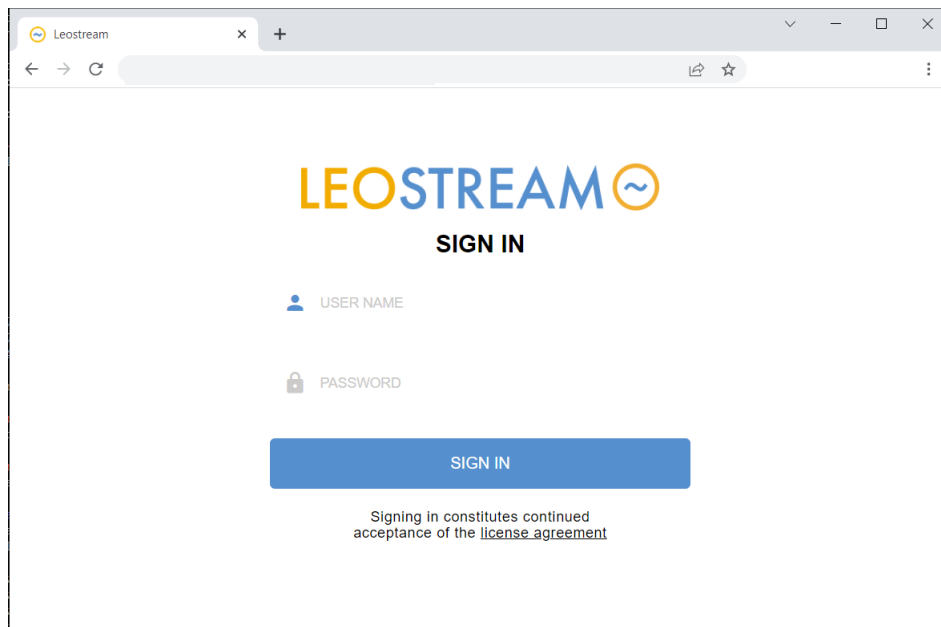 Leostream
LEOSTREAM
SIGN IN
USER NAME
PASSWORD
SIGN IN
Signing in constitutes continued
acceptance of the license agreement